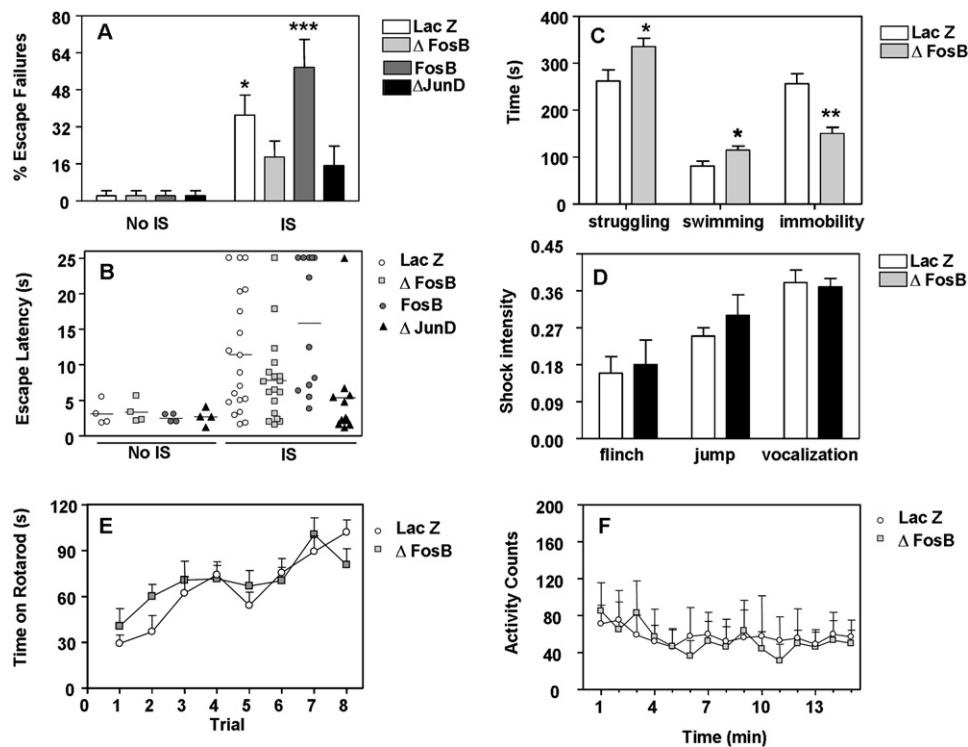 A
% Escape Failures
80
64
48
32
16
0
No IS
IS
*
***
Lac Z
Δ FosB
FosB
ΔJunD
C
Time (s)
400
300
200
100
0
struggling swimming immobility
*
*
**
Lac Z
Δ FosB
B
Escape Latency (s)
25
20
15
10
5
0
No IS
IS
Lac Z
Δ FosB
FosB
Δ JunD
D
Shock intensity
0.45
0.36
0.27
0.18
0.09
0.00
flinch jump vocalization
Lac Z
Δ FosB
E
Time on Rotarod (s)
120
90
60
30
0
0 1 2 3 4 5 6 7 8
Trial
Lac Z
Δ FosB
F
Activity Counts
200
160
120
80
40
0
1 4 7 10 13
Time (min)
Lac Z
Δ FosB